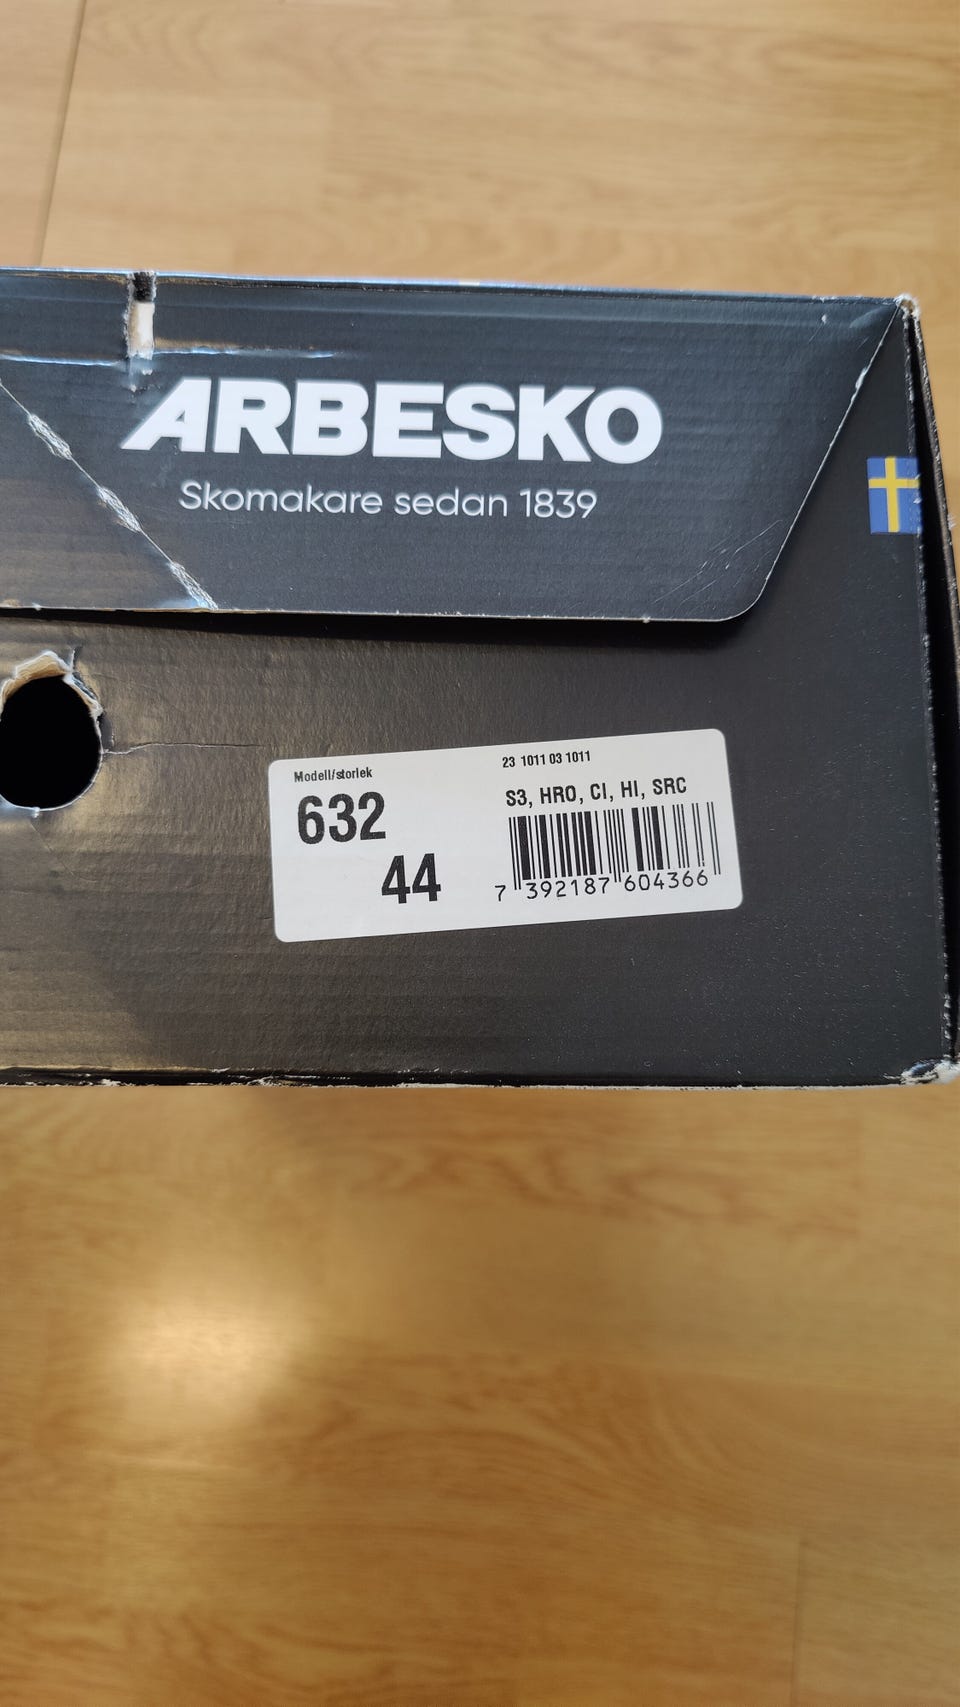 ARBESKO
Skomakare sedan 1839
Modell/storlek
632
44
23 1011 03 1011
S3, HRO, CI, HI, SRC
7 392187 604366